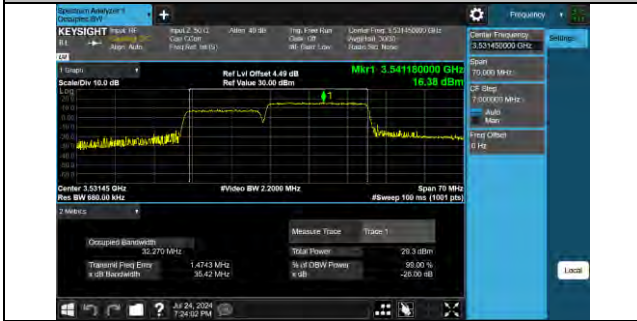 Spectrum Analyzer 1
Occupied BW
Frequency
KEYSIGHT Input: RF
Coupling: DC
Align: Auto
Input Z: 50 Ω
Corr CCorr
Freq Ref: Int (S)
Atten: 40 dB
Trig: Free Run
Gate: Off
#IF Gain: Low
Center Freq: 3.531450000 GHz
Radio Std: None
Center Frequency
3.531450000 GHz
Settings
Span
70.000 MHz
CF Step
7.000000 MHz
Auto
Man
Freq Offset
0 Hz
1 Graph
Scale/Div 10.0 dB
Ref Lvl Offset 4.49 dB
Ref Value 30.00 dBm
Mkr1 3.541180000 GHz
16.38 dBm
Log
1
Center 3.53145 GHz
Res BW 680.00 kHz
#Video BW 2.2000 MHz
Span 70 MHz
#Sweep 100 ms (1001 pts)
2 Metrics
Measure Trace
Trace 1
Occupied Bandwidth
32.270 MHz
Total Power
29.3 dBm
Transmit Freq Error
1.4743 MHz
% of OBW Power
99.00 %
x dB Bandwidth
35.42 MHz
x dB
-26.00 dB
Local
Jul 24, 2024
7:24:02 PM